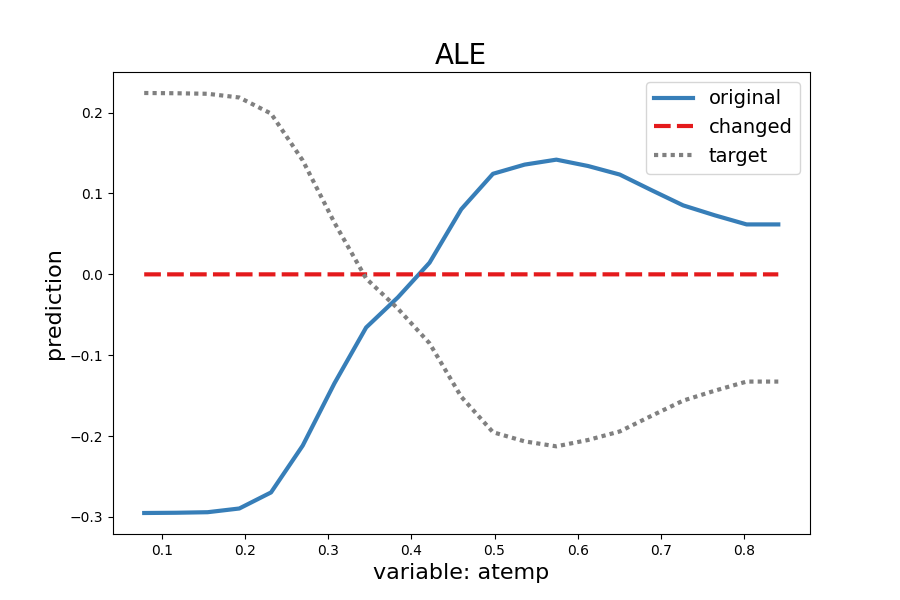 ALE
original
changed
target
prediction
0.2
0.1
0.0
−0.1
−0.2
−0.3
0.1 0.2 0.3 0.4 0.5 0.6 0.7 0.8
variable: atemp